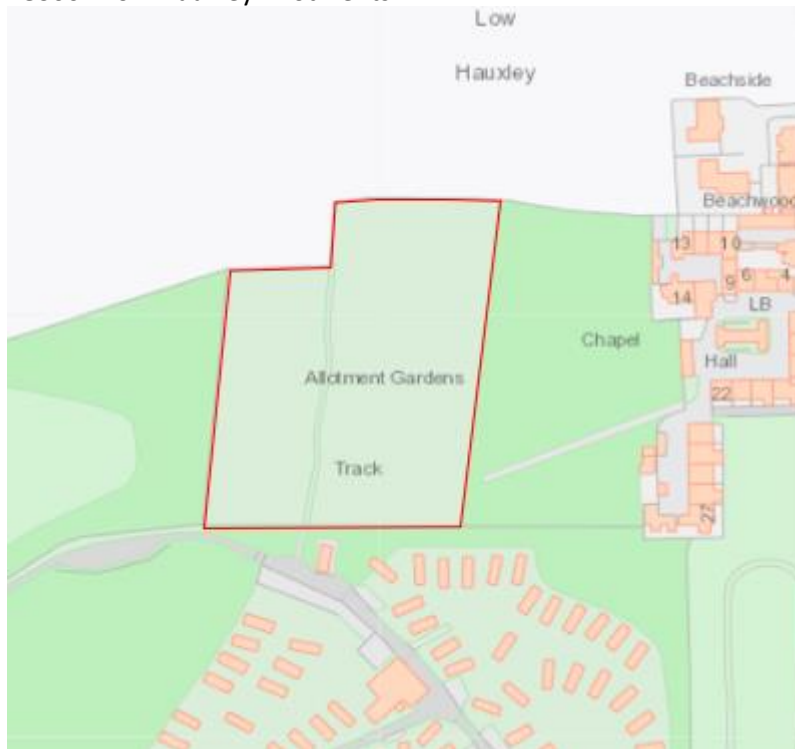 Low
Hauxley
Beachside
Beachwood
13
10
9
6
4
14
LB
Chapel
Hall
Allotment Gardens
22
Track
27